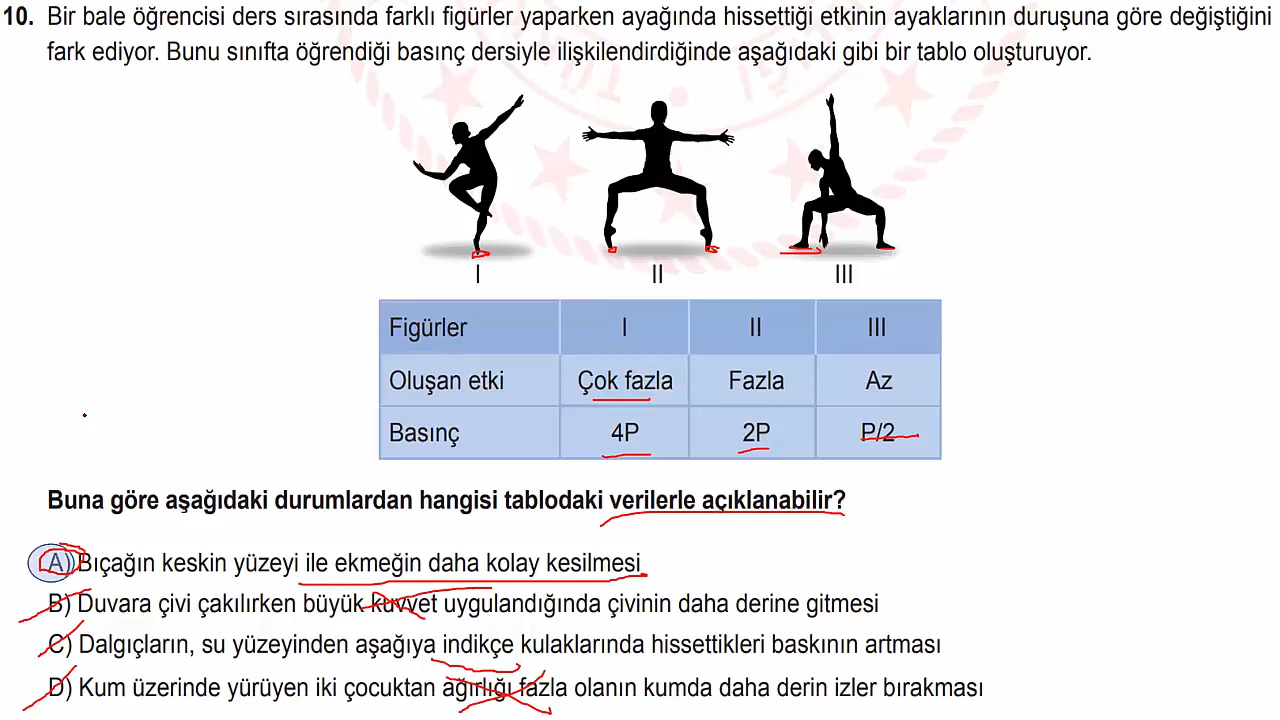 10. Bir bale öğrencisi ders sırasında farklı figürler yaparken ayağında hissettiği etkinin ayaklarının duruşuna göre değiştiğini
fark ediyor. Bunu sınıfta öğrendiği basınç dersiyle ilişkilendirdiğinde aşağıdaki gibi bir tablo oluşturuyor.
I II III
Figürler I II III
Oluşan etki Çok fazla Fazla Az
Basınç 4P 2P P/2
Buna göre aşağıdaki durumlardan hangisi tablodaki verilerle açıklanabilir?
A) Bıçağın keskin yüzeyi ile ekmeğin daha kolay kesilmesi
B) Duvara çivi çakılırken büyük kuvvet uygulandığında çivinin daha derine gitmesi
C) Dalgıçların, su yüzeyinden aşağıya indikçe kulaklarında hissettikleri baskının artması
D) Kum üzerinde yürüyen iki çocuktan ağırlığı fazla olanın kumda daha derin izler bırakması